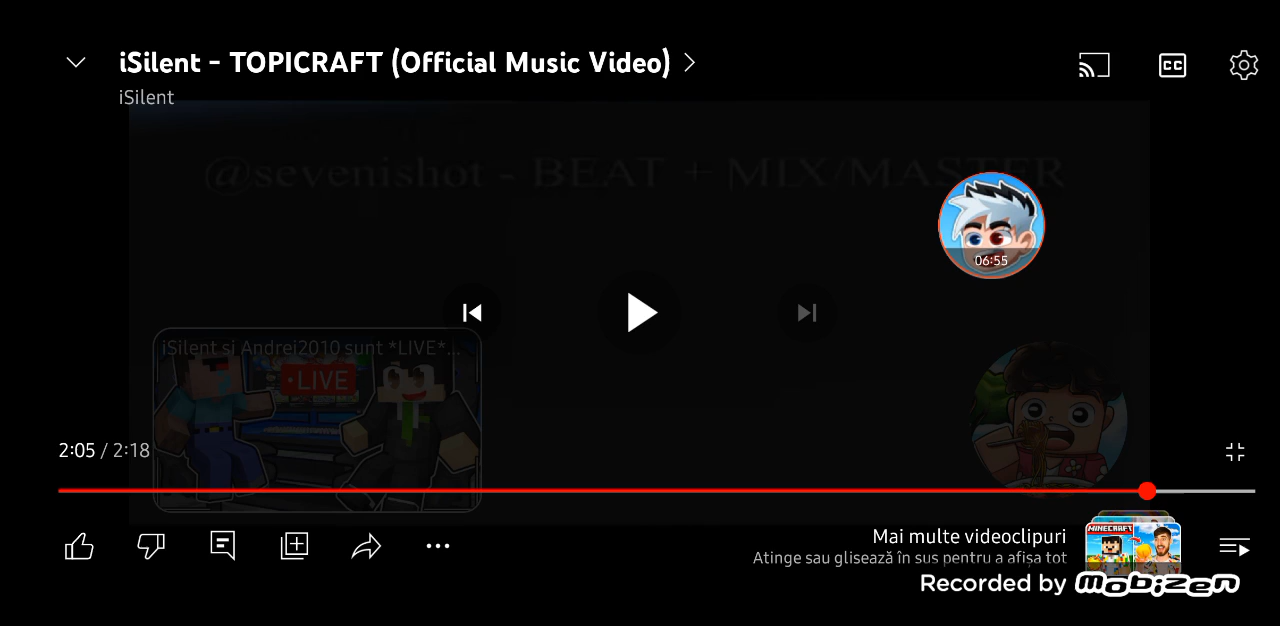 iSilent - TOPICRAFT (Official Music Video)
iSilent
CC
@sevenishot - BEAT + MIX/MASTER
06:55
iSilent si Andrei2010 sunt *LIVE*...
LIVE
2:05 / 2:18
Mai multe videoclipuri
Atinge sau glisează în sus pentru a afișa tot
MINECRAFT
Recorded by mobizen